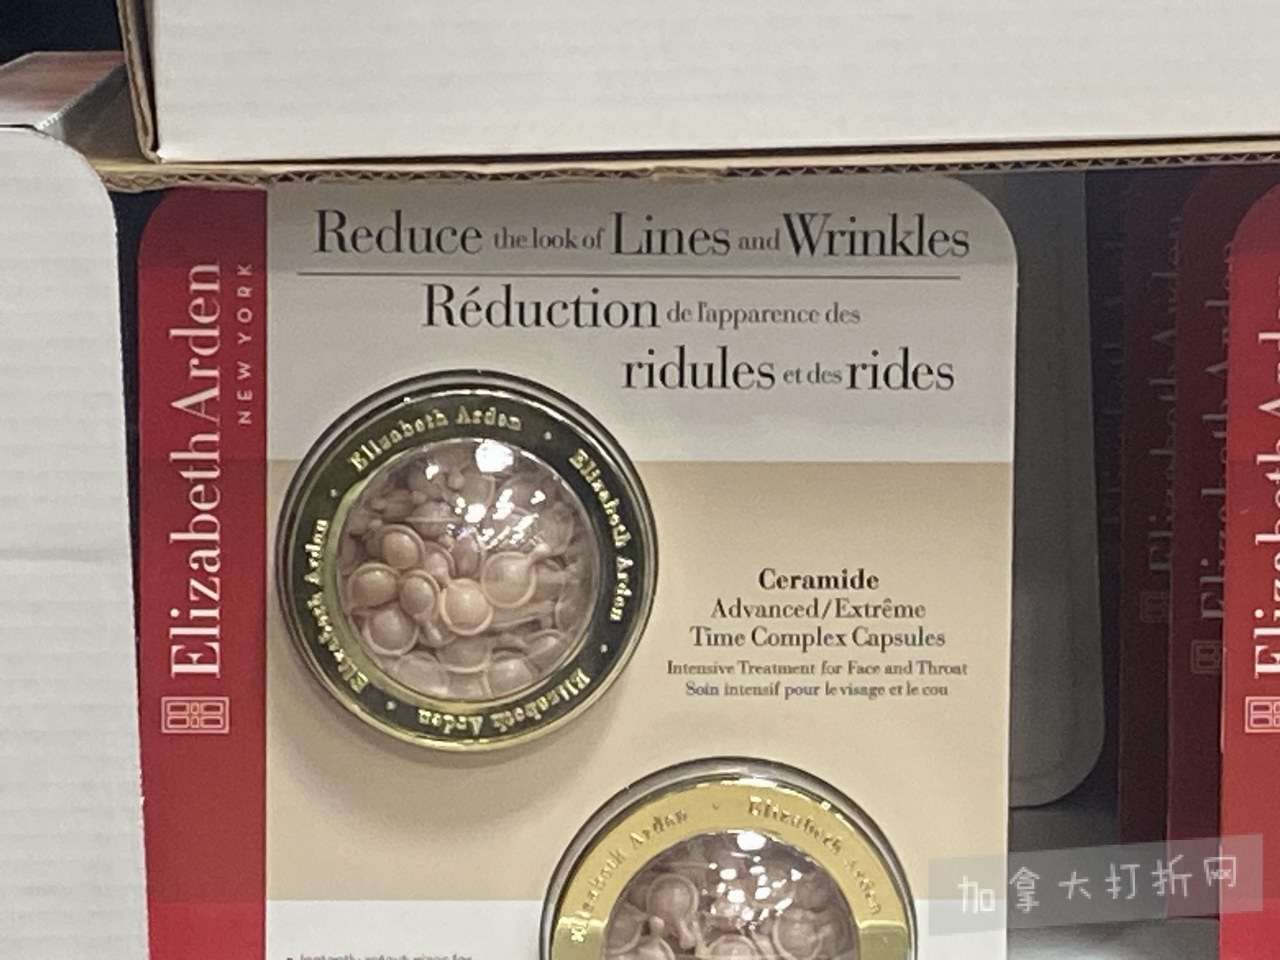 Reduce the look of Lines and Wrinkles
Réduction de l'apparence des
ridules et des rides
Elizabeth Arden
NEW YORK
Elizabeth Arden • Elizabeth Arden • Elizabeth Arden • Elizabeth Arden
Ceramide
Advanced/Extrême
Time Complex Capsules
Intensive Treatment for Face and Throat
Soin intensif pour le visage et le cou
Elizabeth Arden • Elizabeth Arden
Elizabeth Arden
Elizabeth Arden
加拿大打折网